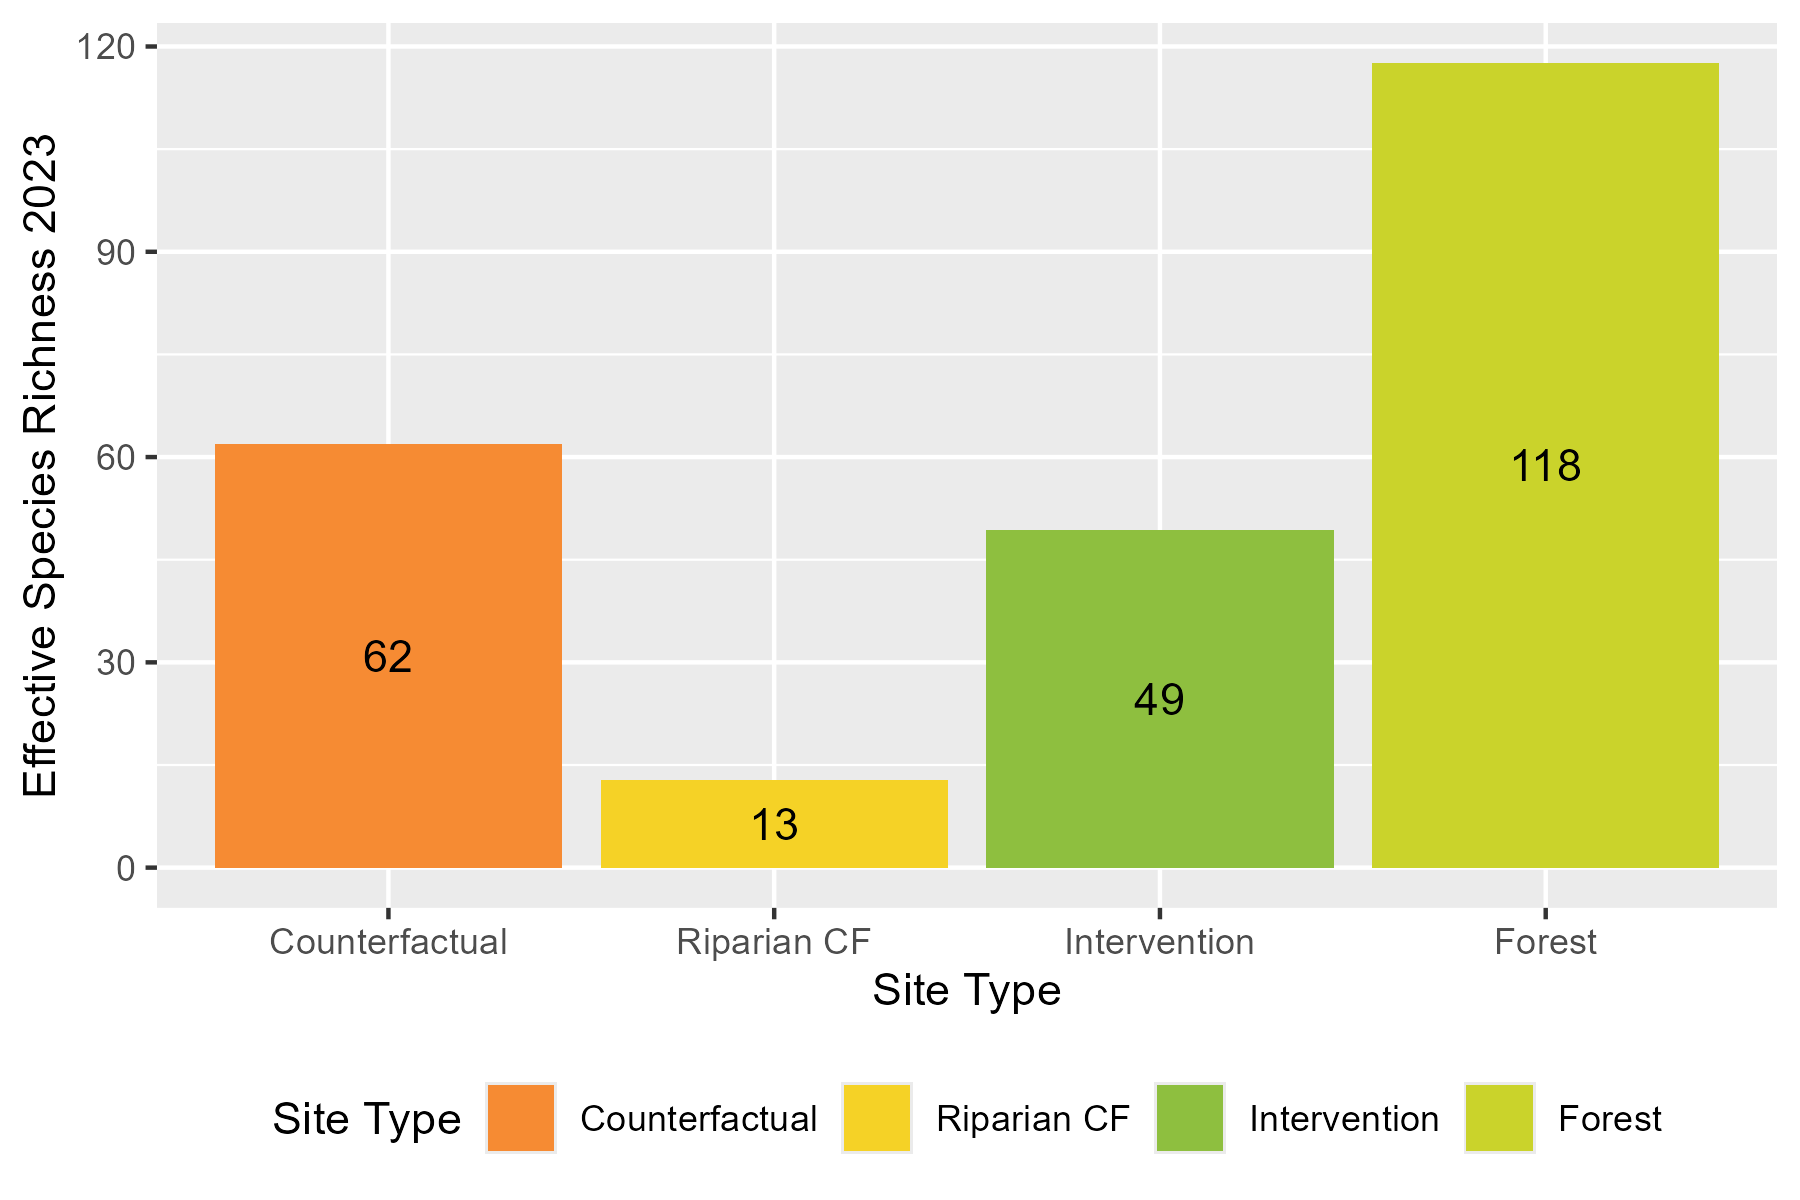 Effective Species Richness 2023
120
90
60
30
0
62
13
49
118
Counterfactual Riparian CF Intervention Forest
Site Type
Site Type Counterfactual Riparian CF Intervention Forest